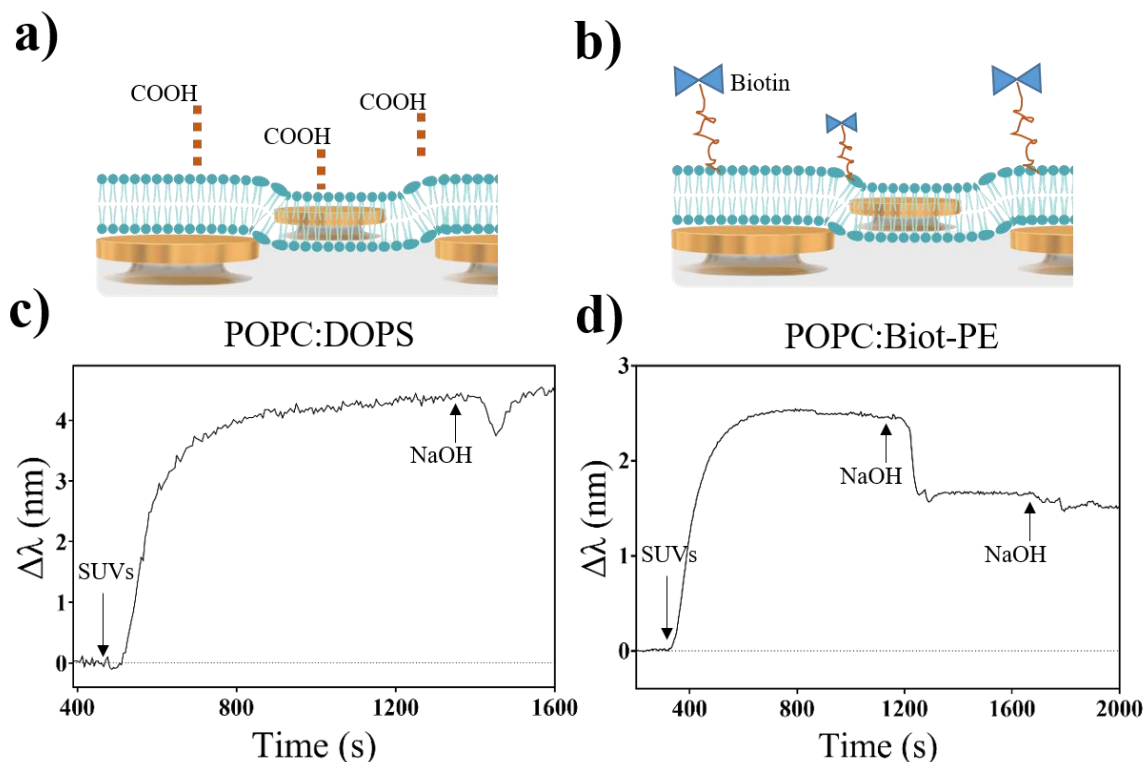 a)
COOH
COOH
COOH
b)
Biotin
c)
POPC:DOPS
Δλ (nm)
4
3
2
1
0
SUVs
NaOH
400
800
1200
1600
Time (s)
d)
POPC:Biot-PE
Δλ (nm)
3
2
1
0
SUVs
NaOH
NaOH
400
800
1200
1600
2000
Time (s)